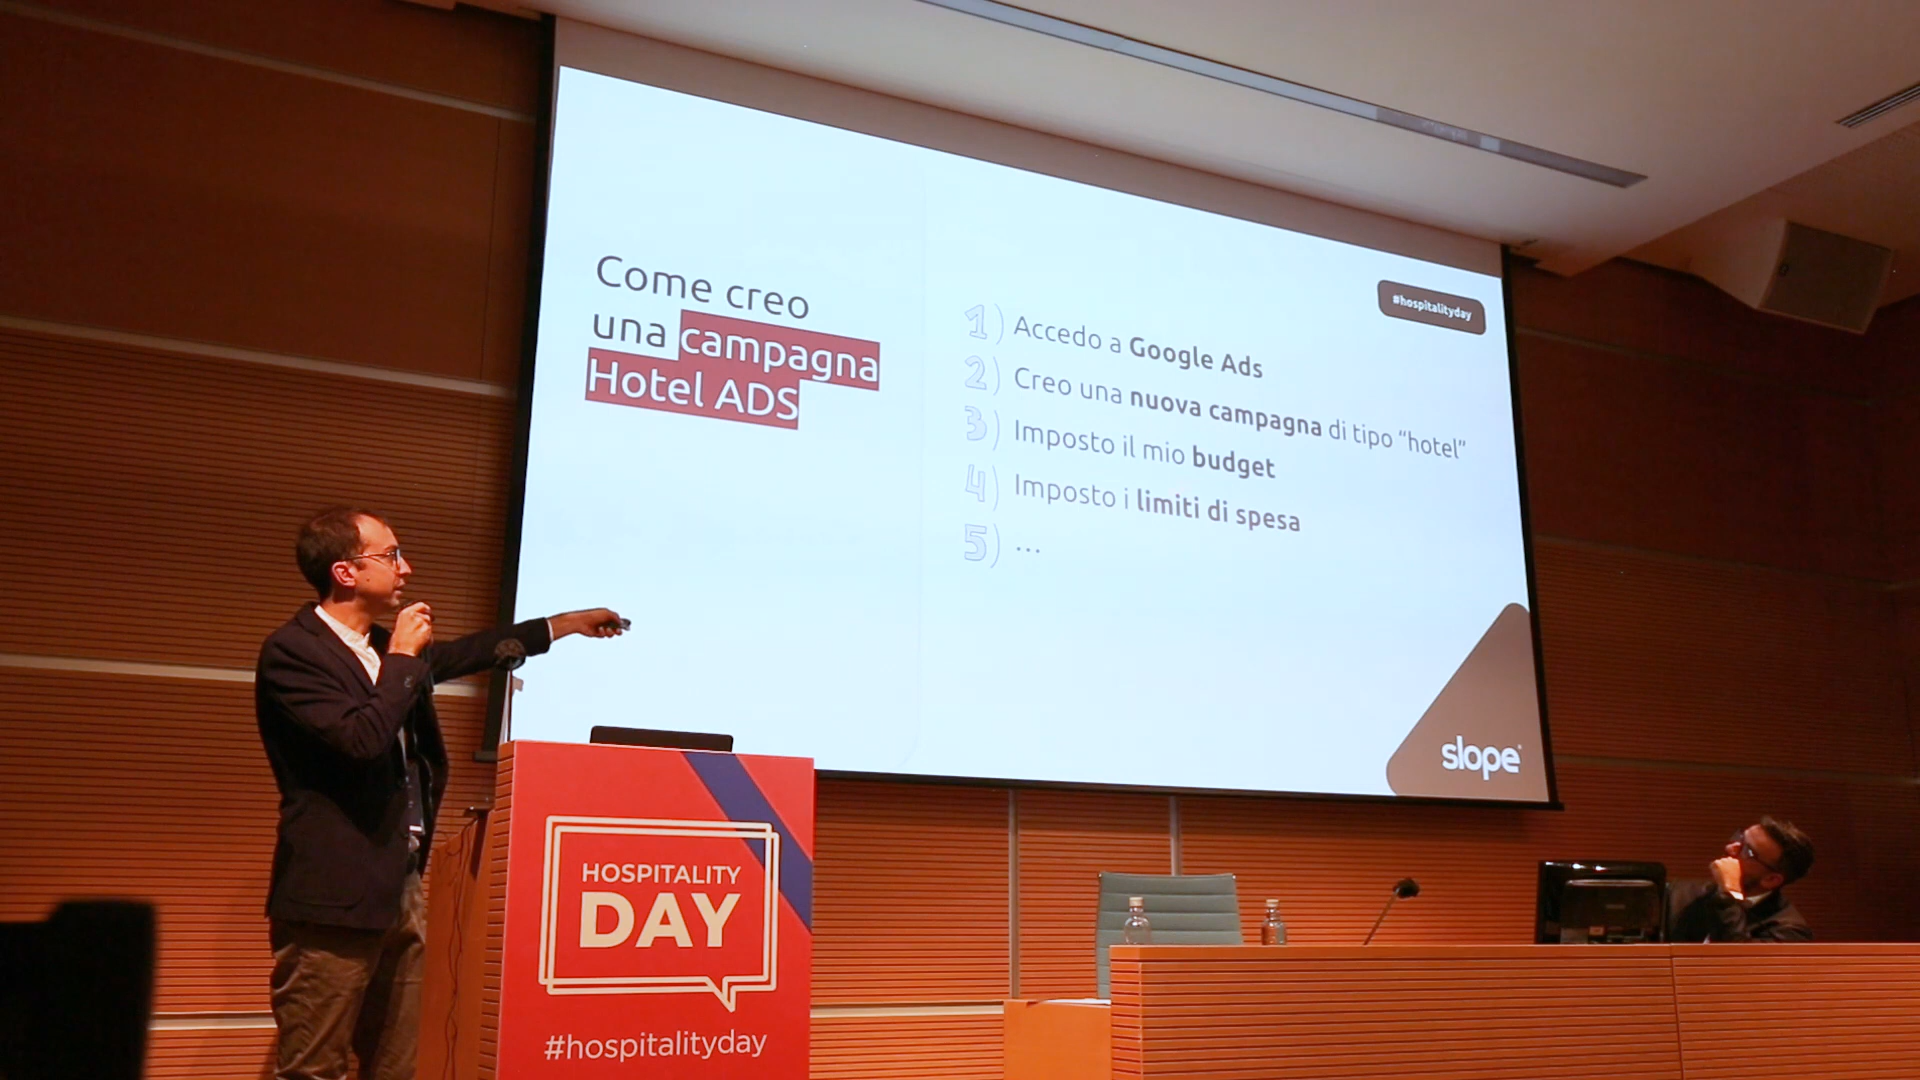 Come creo
una campagna
Hotel ADS
#hospitalityday
1) Accedo a Google Ads
2) Creo una nuova campagna di tipo “hotel”
3) Imposto il mio budget
4) Imposto i limiti di spesa
5) ...
slope
HOSPITALITY
DAY
#hospitalityday